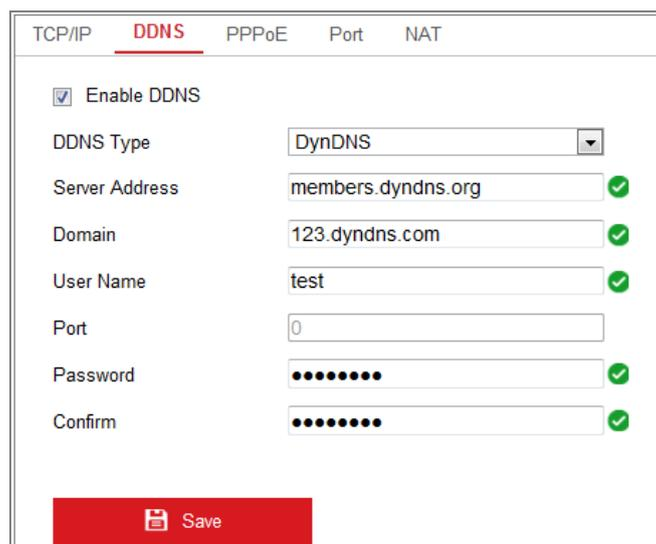 TCP/IP DDNS PPPoE Port NAT
Enable DDNS
DDNS Type DynDNS
Server Address members.dyndns.org
Domain 123.dyndns.com
User Name test
Port 0
Password ●●●●●●●●
Confirm ●●●●●●●●
Save